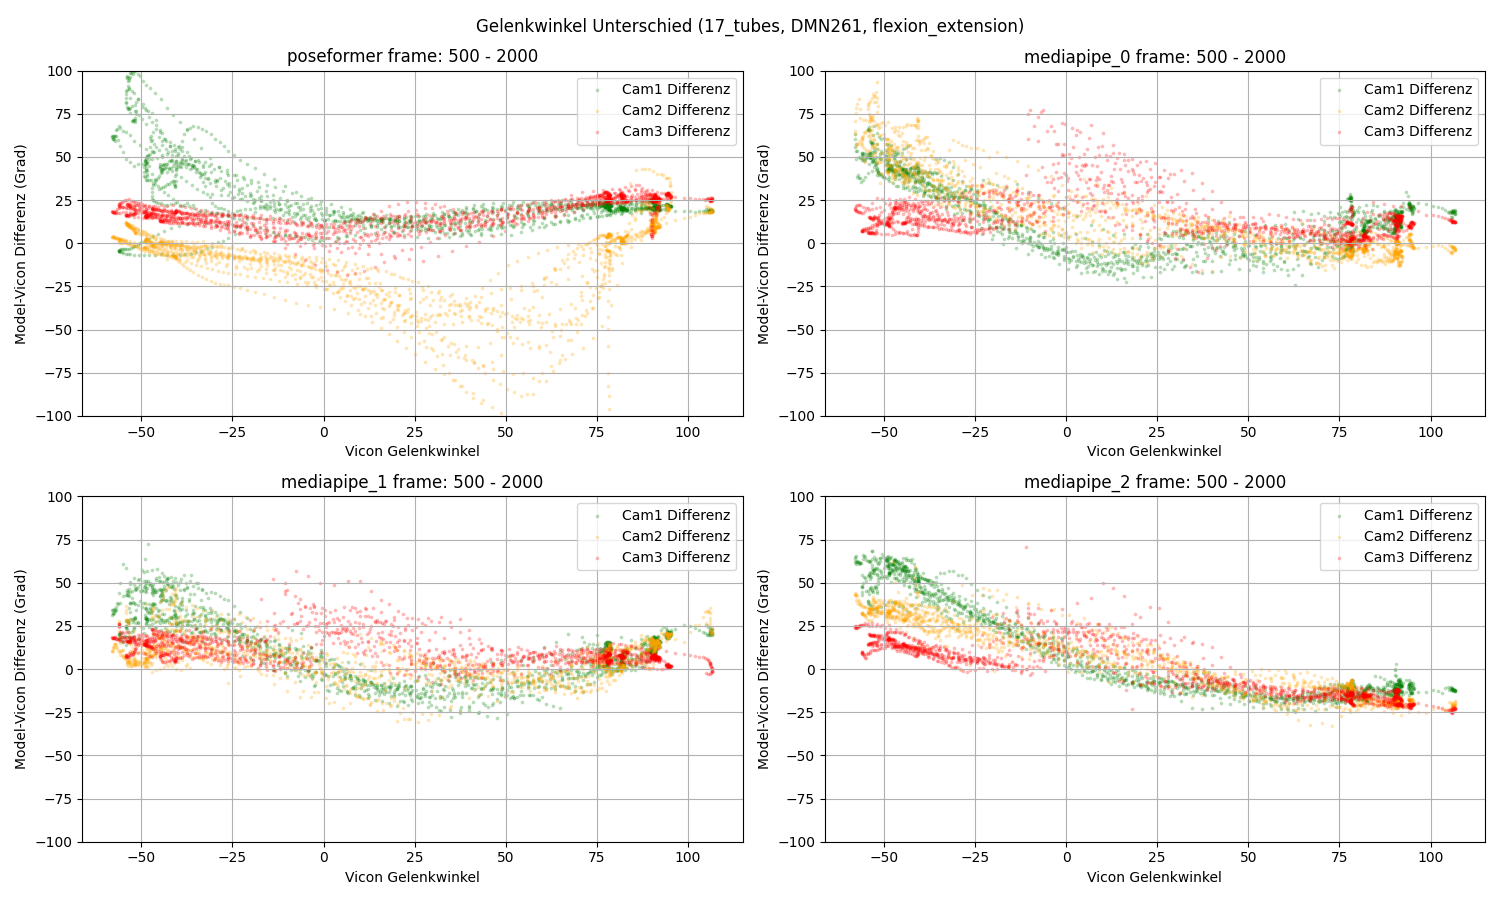 Gelenkwinkel Unterschied (17_tubes, DMN261, flexion_extension)
poseformer frame: 500 - 2000
100
75
50
25
0
−25
−50
−75
−100
Model-Vicon Differenz (Grad)
Cam1 Differenz
Cam2 Differenz
Cam3 Differenz
−50 −25 0 25 50 75 100
Vicon Gelenkwinkel
mediapipe_0 frame: 500 - 2000
100
75
50
25
0
−25
−50
−75
−100
Model-Vicon Differenz (Grad)
Cam1 Differenz
Cam2 Differenz
Cam3 Differenz
−50 −25 0 25 50 75 100
Vicon Gelenkwinkel
mediapipe_1 frame: 500 - 2000
100
75
50
25
0
−25
−50
−75
−100
Model-Vicon Differenz (Grad)
Cam1 Differenz
Cam2 Differenz
Cam3 Differenz
−50 −25 0 25 50 75 100
Vicon Gelenkwinkel
mediapipe_2 frame: 500 - 2000
100
75
50
25
0
−25
−50
−75
−100
Model-Vicon Differenz (Grad)
Cam1 Differenz
Cam2 Differenz
Cam3 Differenz
−50 −25 0 25 50 75 100
Vicon Gelenkwinkel